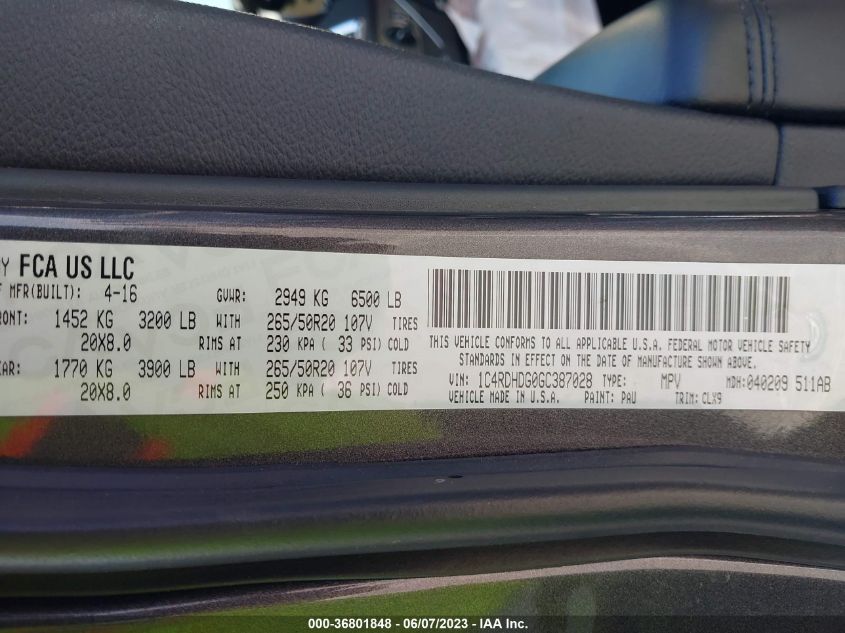 Y FCA US LLC
F MFR(BUILT): 4-16 GVWR: 2949 KG 6500 LB
RONT: 1452 KG 3200 LB WITH 265/50R20 107V TIRES
20X8.0 RIMS AT 230 KPA ( 33 PSI) COLD
EAR: 1770 KG 3900 LB WITH 265/50R20 107V TIRES
20X8.0 RIMS AT 250 KPA ( 36 PSI) COLD
THIS VEHICLE CONFORMS TO ALL APPLICABLE U.S.A. FEDERAL MOTOR VEHICLE SAFETY
STANDARDS IN EFFECT ON THE DATE OF MANUFACTURE SHOWN ABOVE.
VIN: 1C4RDHDG0GC387028 TYPE: MPV MDH: 040209 511AB
VEHICLE MADE IN U.S.A. PAINT: PAU TRIM: CLX9
000-36801848 - 06/07/2023 - IAAI.com